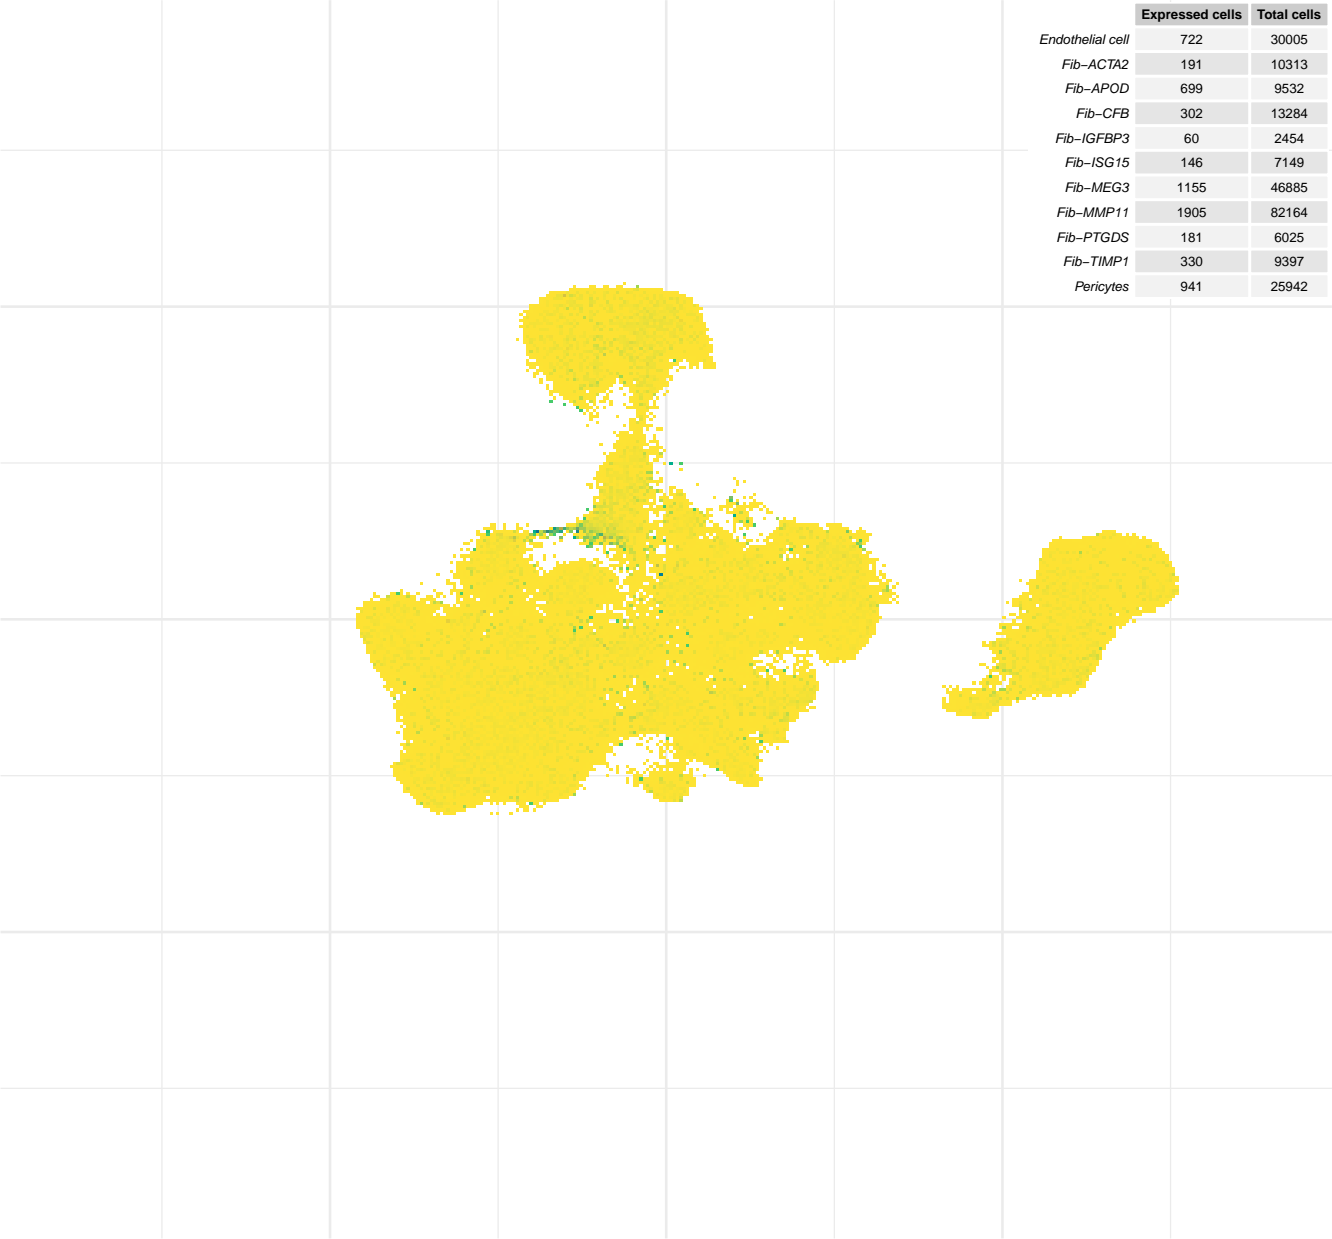 Expressed cells Total cells
Endothelial cell 722 30005
Fib−ACTA2 191 10313
Fib−APOD 699 9532
Fib−CFB 302 13284
Fib−IGFBP3 60 2454
Fib−ISG15 146 7149
Fib−MEG3 1155 46885
Fib−MMP11 1905 82164
Fib−PTGDS 181 6025
Fib−TIMP1 330 9397
Pericytes 941 25942